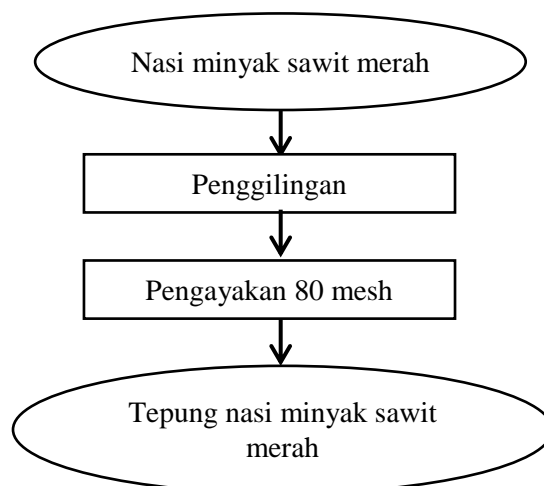 Nasi minyak sawit merah
Penggilingan
Pengayakan 80 mesh
Tepung nasi minyak sawit
merah